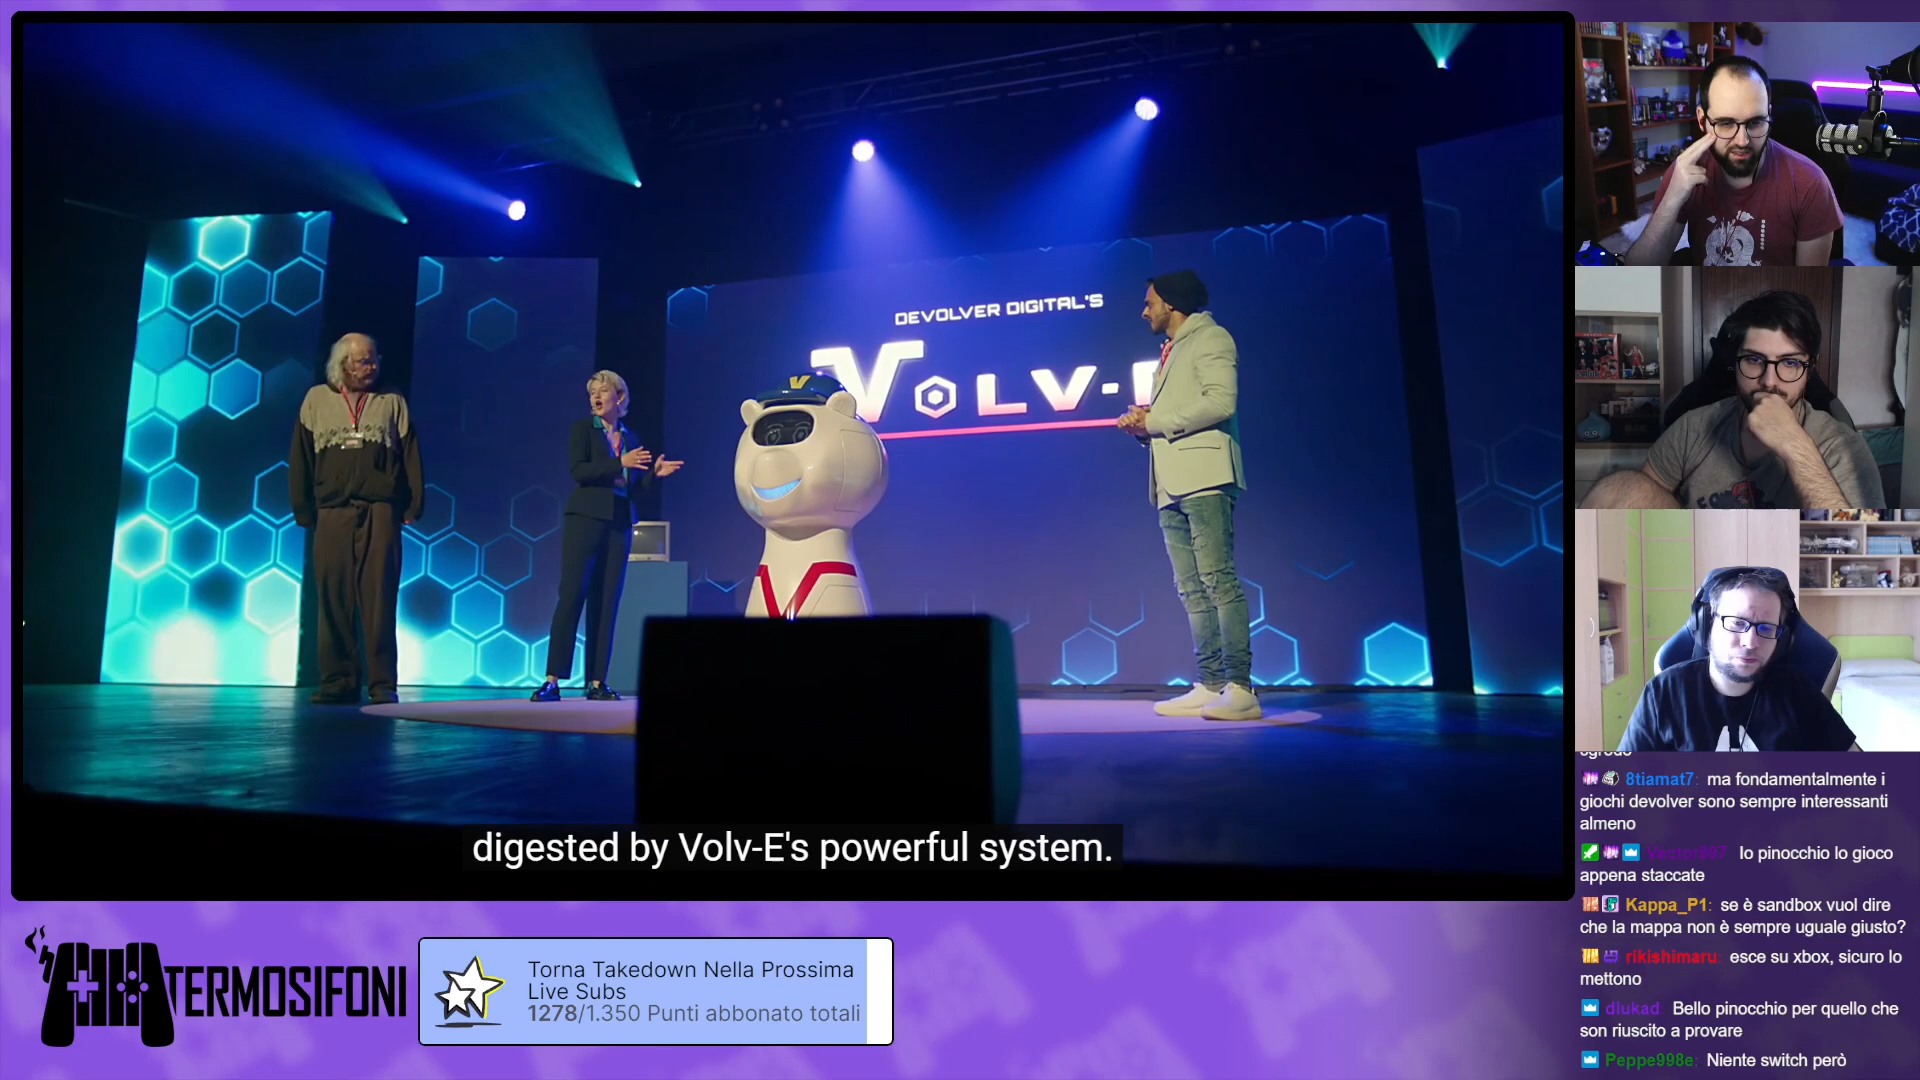 DEVOLVER DIGITAL'S
VOLV-
V
digested by Volv-E's powerful system.
TERMOSIFONI
Torna Takedown Nella Prossima
Live Subs
1278/1.350 Punti abbonato totali
8tiamat7: ma fondamentalmente i
giochi devolver sono sempre interessanti
almeno
Io pinocchio lo gioco
appena staccate
Kappa_P1: se è sandbox vuol dire
che la mappa non è sempre uguale giusto?
rikishimaru: esce su xbox, sicuro lo
mettono
dlukad: Bello pinocchio per quello che
son riuscito a provare
Peppe998e: Niente switch però